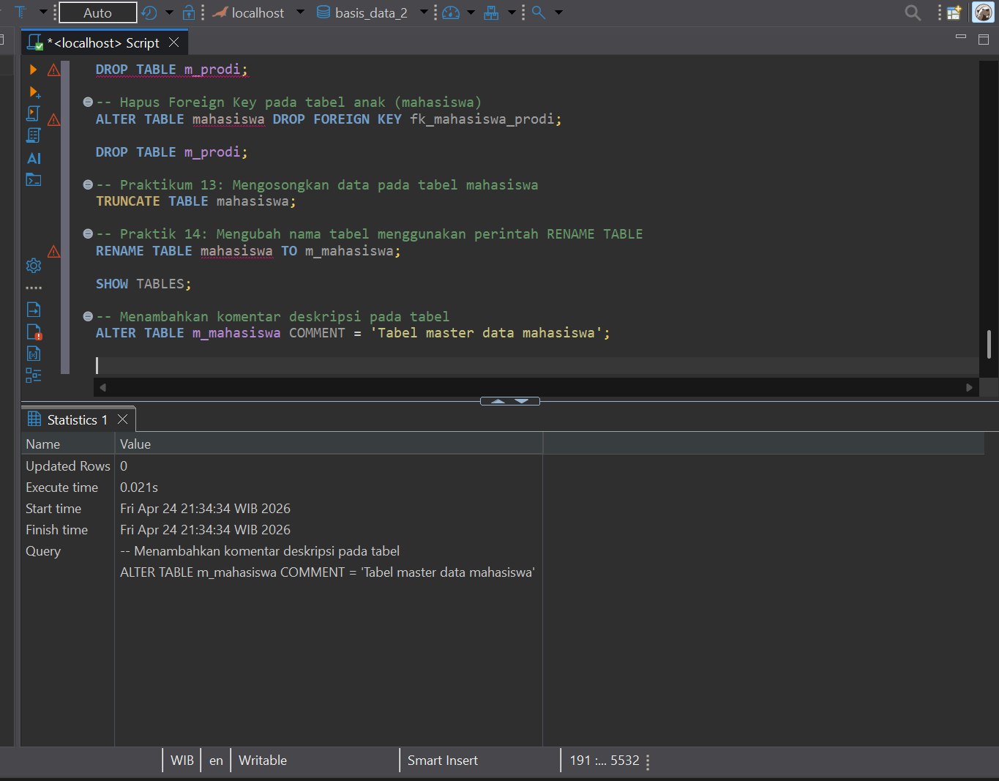 Auto
localhost
basis_data_2
*<localhost> Script
DROP TABLE m_prodi;
-- Hapus Foreign Key pada tabel anak (mahasiswa)
ALTER TABLE mahasiswa DROP FOREIGN KEY fk_mahasiswa_prodi;
DROP TABLE m_prodi;
AI
-- Praktikum 13: Mengosongkan data pada tabel mahasiswa
TRUNCATE TABLE mahasiswa;
-- Praktik 14: Mengubah nama tabel menggunakan perintah RENAME TABLE
RENAME TABLE mahasiswa TO m_mahasiswa;
SHOW TABLES;
-- Menambahkan komentar deskripsi pada tabel
ALTER TABLE m_mahasiswa COMMENT = 'Tabel master data mahasiswa';
Statistics 1
Name Value
Updated Rows 0
Execute time 0.021s
Start time Fri Apr 24 21:34:34 WIB 2026
Finish time Fri Apr 24 21:34:34 WIB 2026
Query -- Menambahkan komentar deskripsi pada tabel
ALTER TABLE m_mahasiswa COMMENT = 'Tabel master data mahasiswa'
WIB en Writable Smart Insert 191 :... 5532